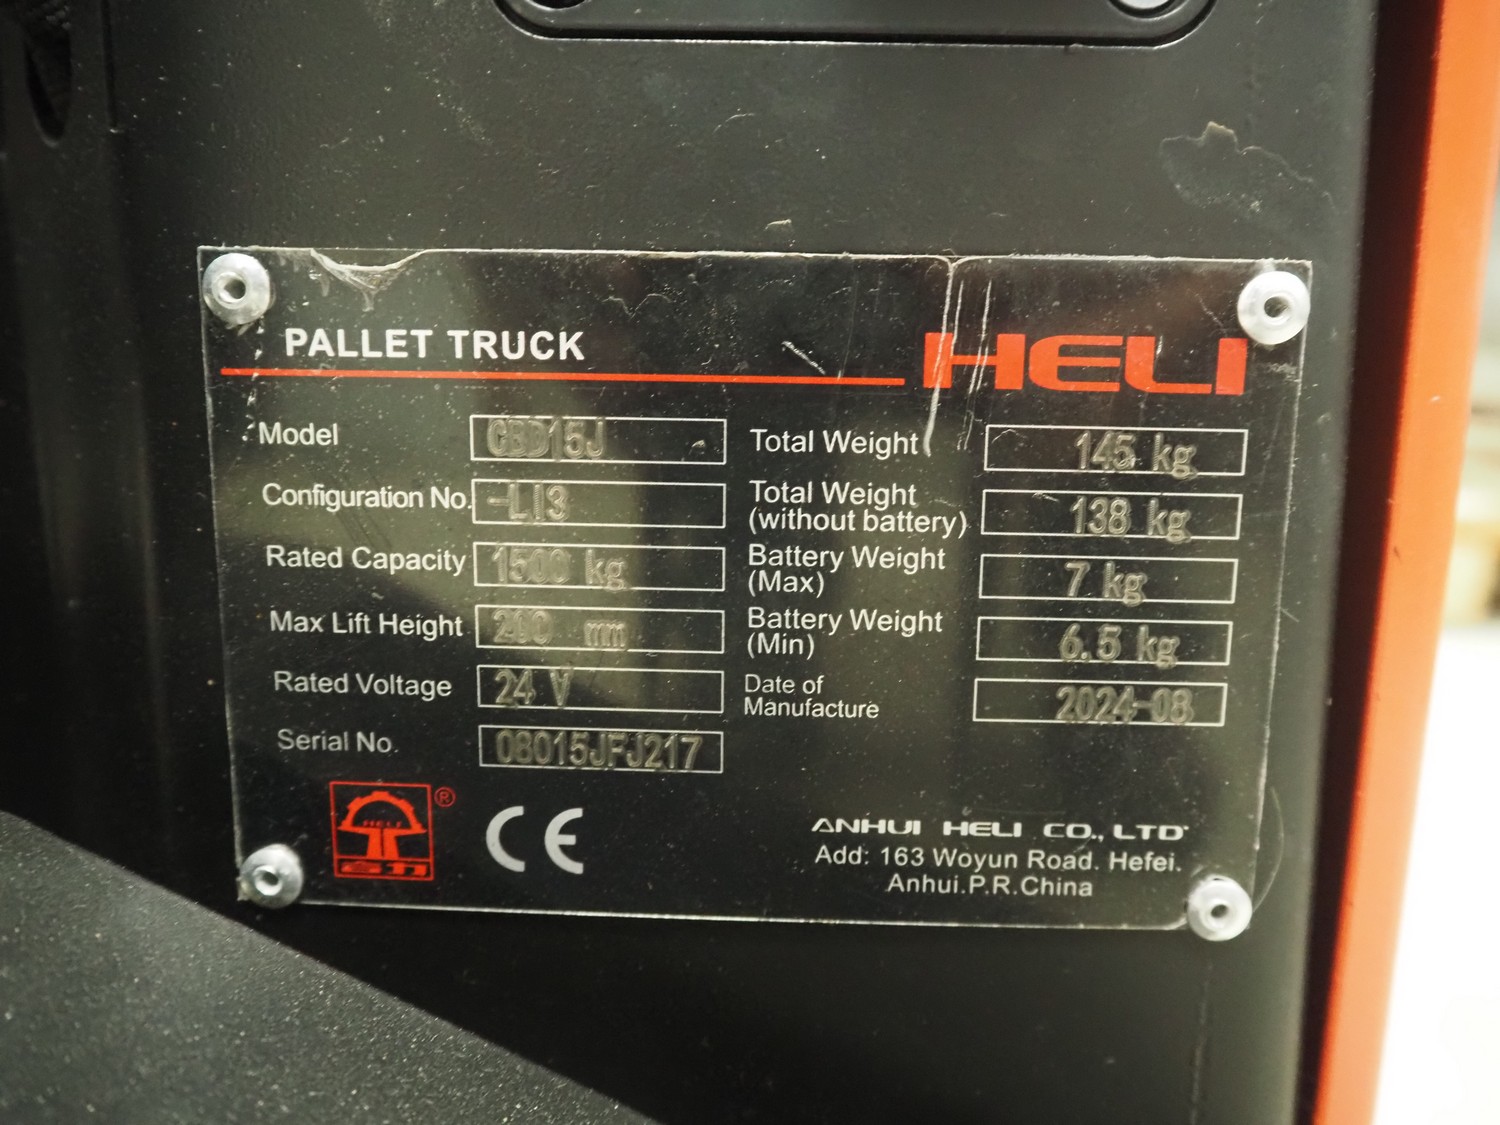 PALLET TRUCK
HELI
Model CBD15J
Configuration No. -LI3
Rated Capacity 1500 kg
Max Lift Height 200 mm
Rated Voltage 24 V
Serial No. 08015JFJ217
Total Weight 145 kg
Total Weight
(without battery) 138 kg
Battery Weight
(Max) 7 kg
Battery Weight
(Min) 6.5 kg
Date of
Manufacture 2024-08
HELI
合力
®
CE
ANHUI HELI CO., LTD
Add: 163 Woyun Road. Hefei.
Anhui.P.R.China